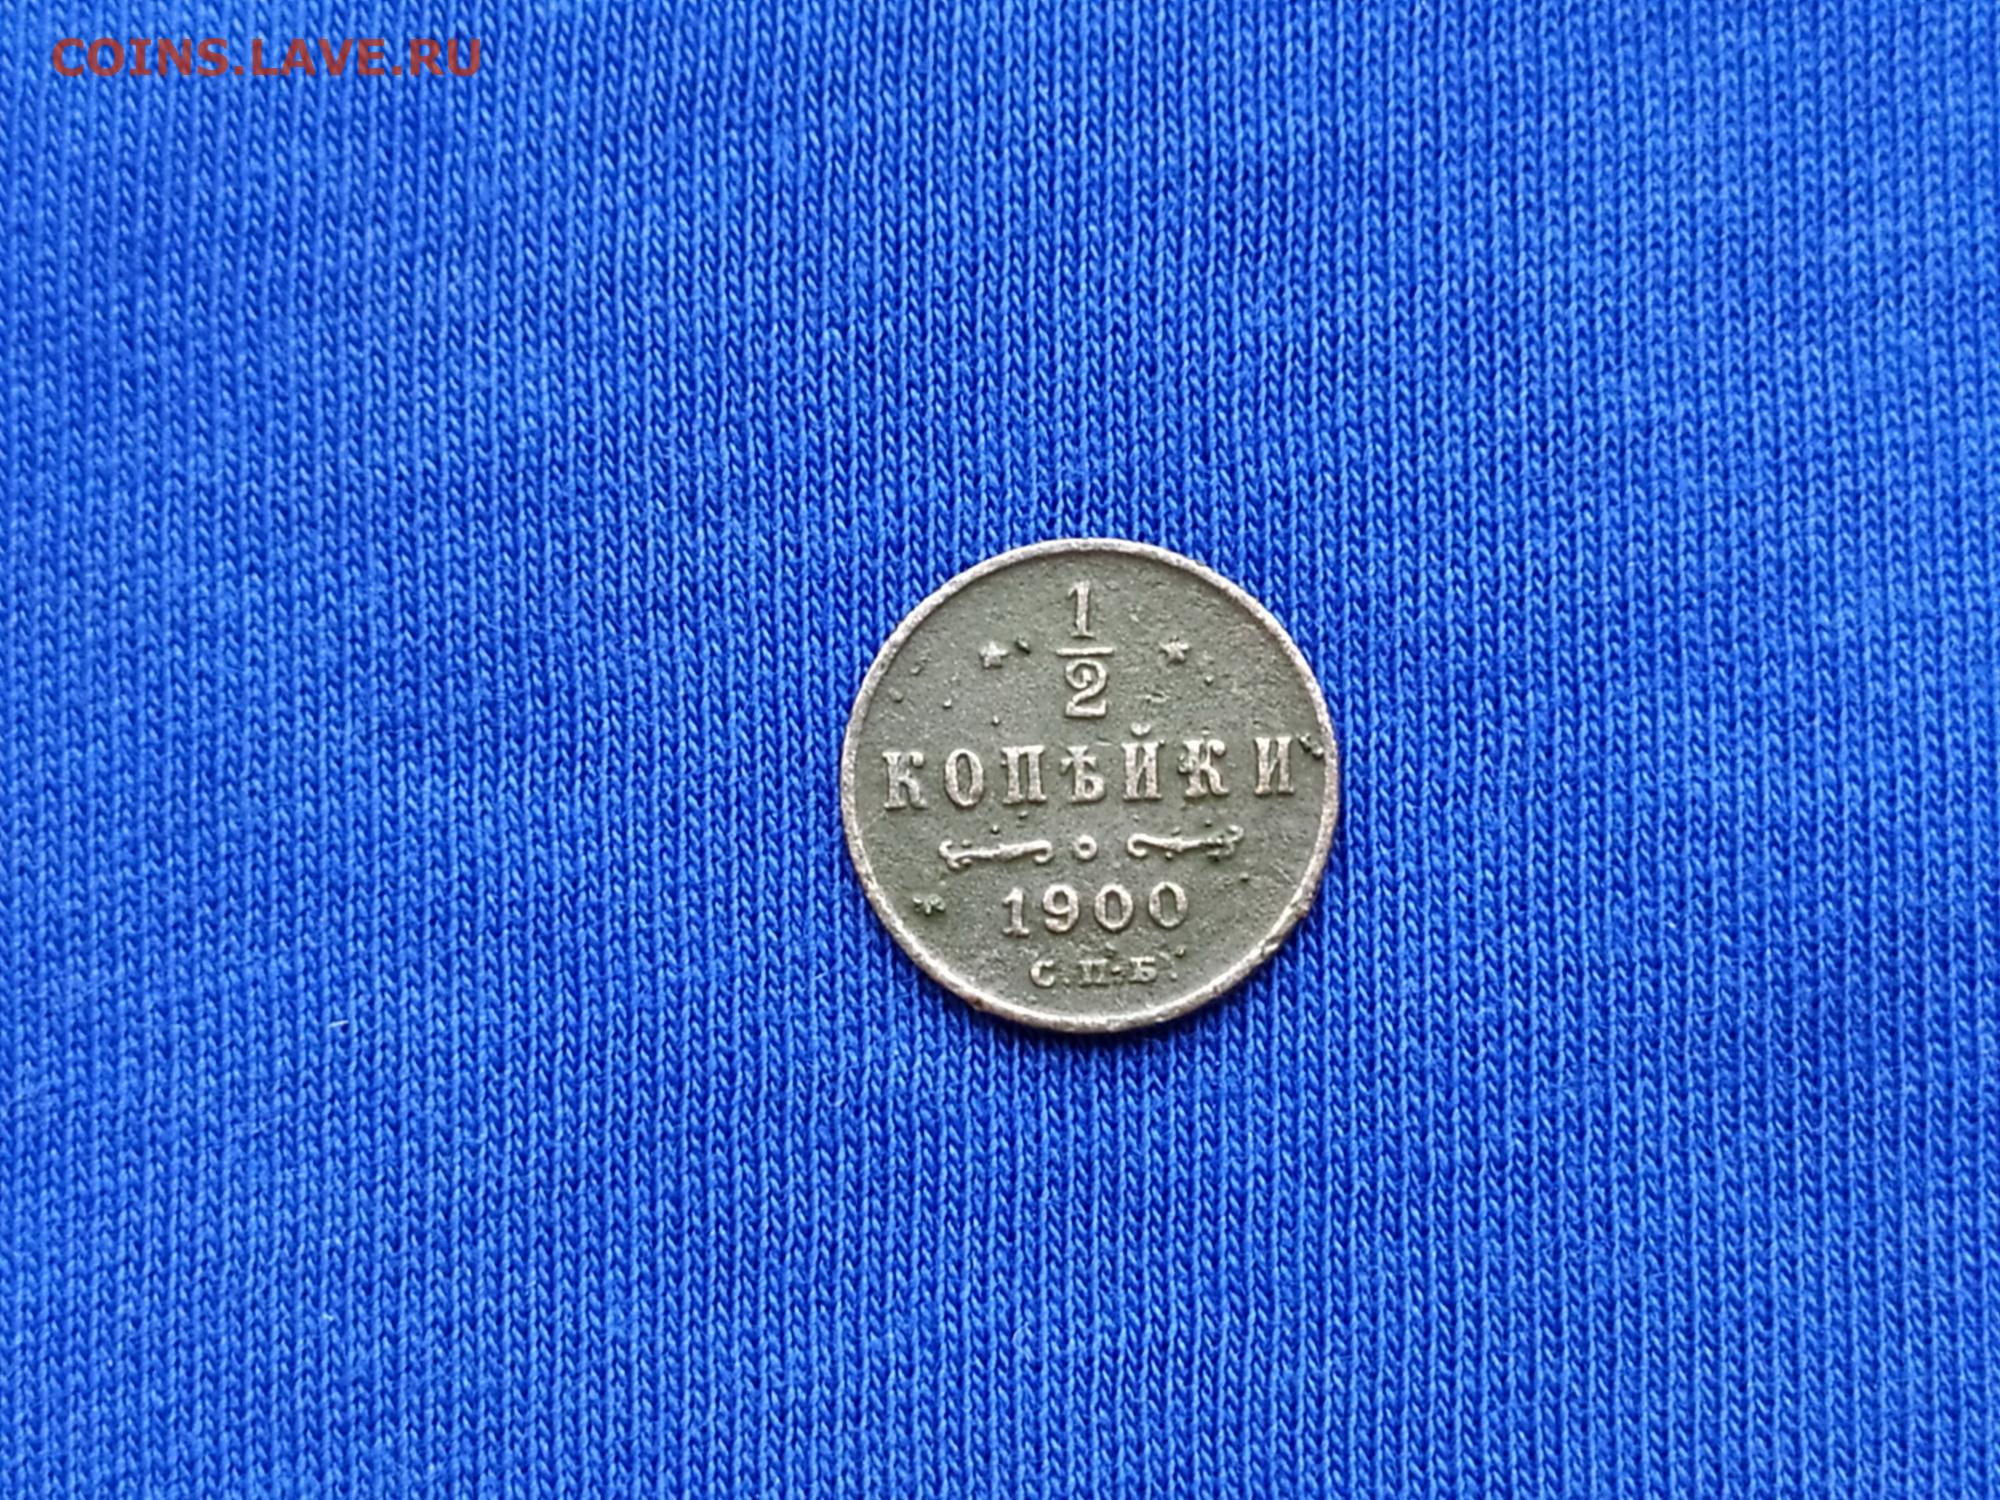 COINS.LAVE.RU
1/2
КОПѢЙКИ
1900
С.П.Б.